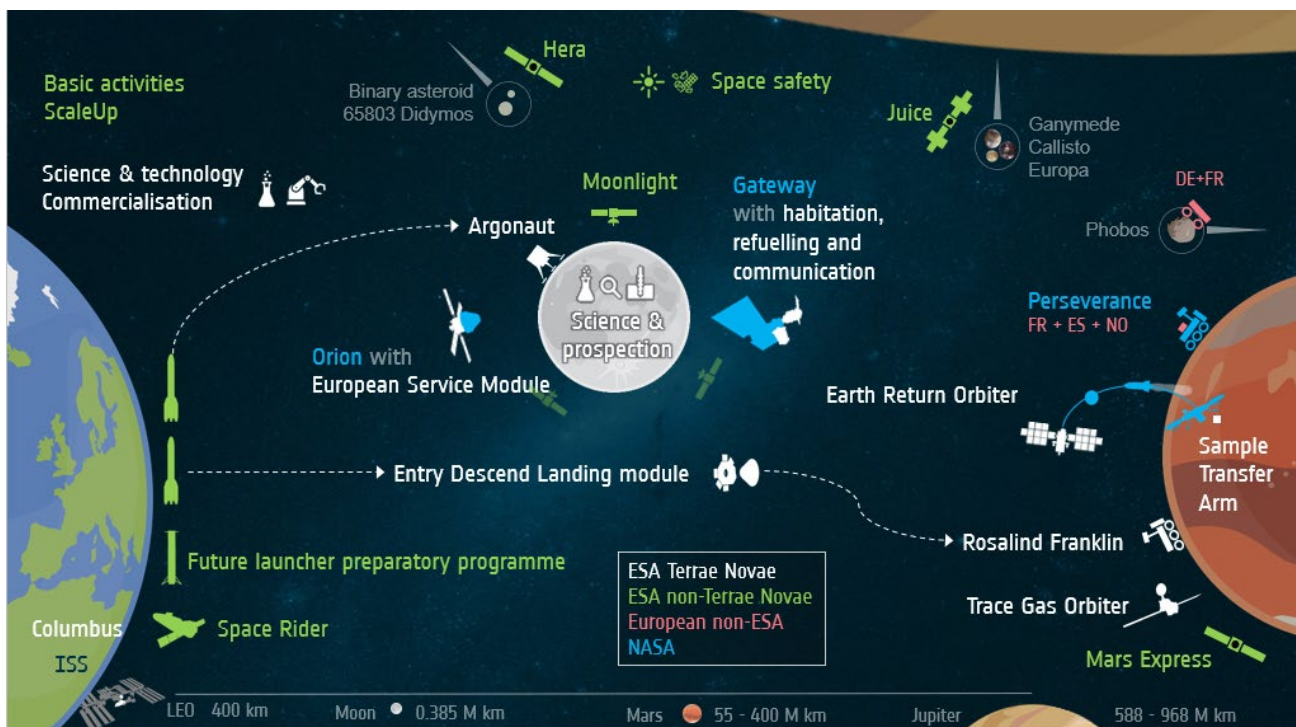 Basic activities
ScaleUp
Binary asteroid
65803 Didymos
Hera
Space safety
Juice
Ganymede
Callisto
Europa
Science & technology
Commercialisation
Moonlight
Gateway
with habitation,
refuelling and
communication
DE+FR
Phobos
Argonaut
Science &
prospection
Perseverance
FR + ES + NO
Orion with
European Service Module
Earth Return Orbiter
Sample
Transfer
Arm
Entry Descend Landing module
Rosalind Franklin
Future launcher preparatory programme
ESA Terrae Novae
ESA non-Terrae Novae
European non-ESA
NASA
Trace Gas Orbiter
Columbus
ISS
Space Rider
Mars Express
LEO 400 km
Moon 0.385 M km
Mars 55 - 400 M km
Jupiter 588 - 968 M km